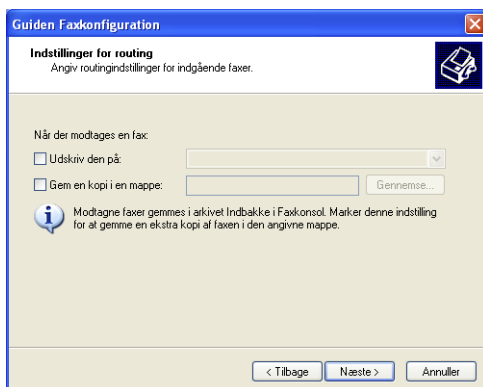 Guiden Faxkonfiguration
Indstillinger for routing
Angiv routingindstillinger for indgående faxer.
Når der modtages en fax:
Udskriv den på:
Gem en kopi i en mappe:
Gennemse...
Modtagne faxer gemmes i arkivet Indbakke i Faxkonsol. Marker denne indstilling
for at gemme en ekstra kopi af faxen i den angivne mappe.
< Tilbage
Næste >
Annuller